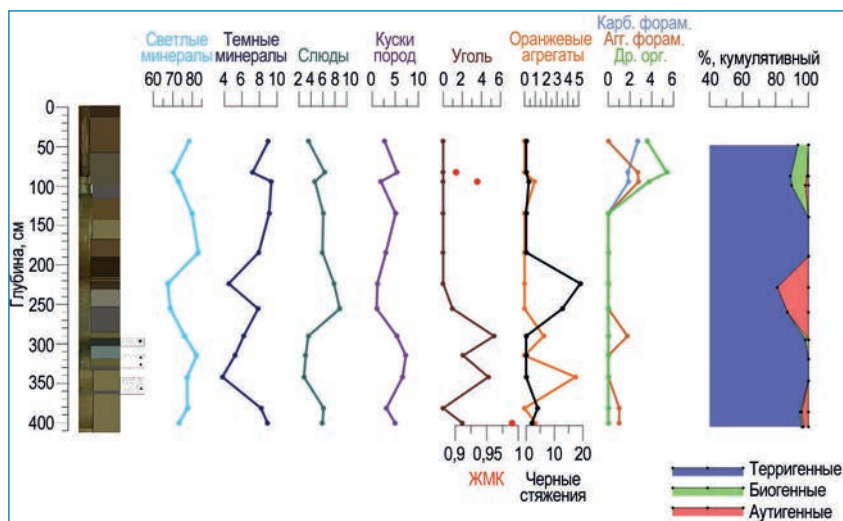 Карб. форам.
Светлые Темные Слюды Куски Уголь Оранжевые Агг. форам.
минералы минералы пород агрегаты Др. орг. %, кумулятивный
60 70 80 4 6 8 10 2 4 6 8 10 0 5 10 0 2 4 6 0 1 2 3 4 5 0 2 4 6 40 60 80 100
Глубина, см
0
50
100
150
200
250
300
350
400
0,9 0,95 1 0 10 20
ЖМК Черные
стяжения
Терригенные
Биогенные
Аутигенные